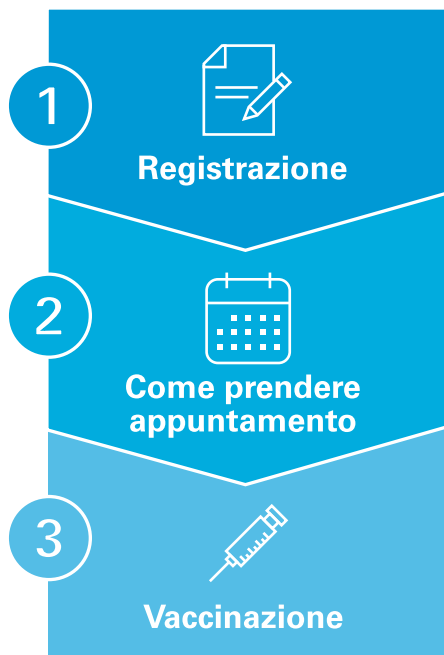 1
Registrazione
2
Come prendere
appuntamento
3
Vaccinazione